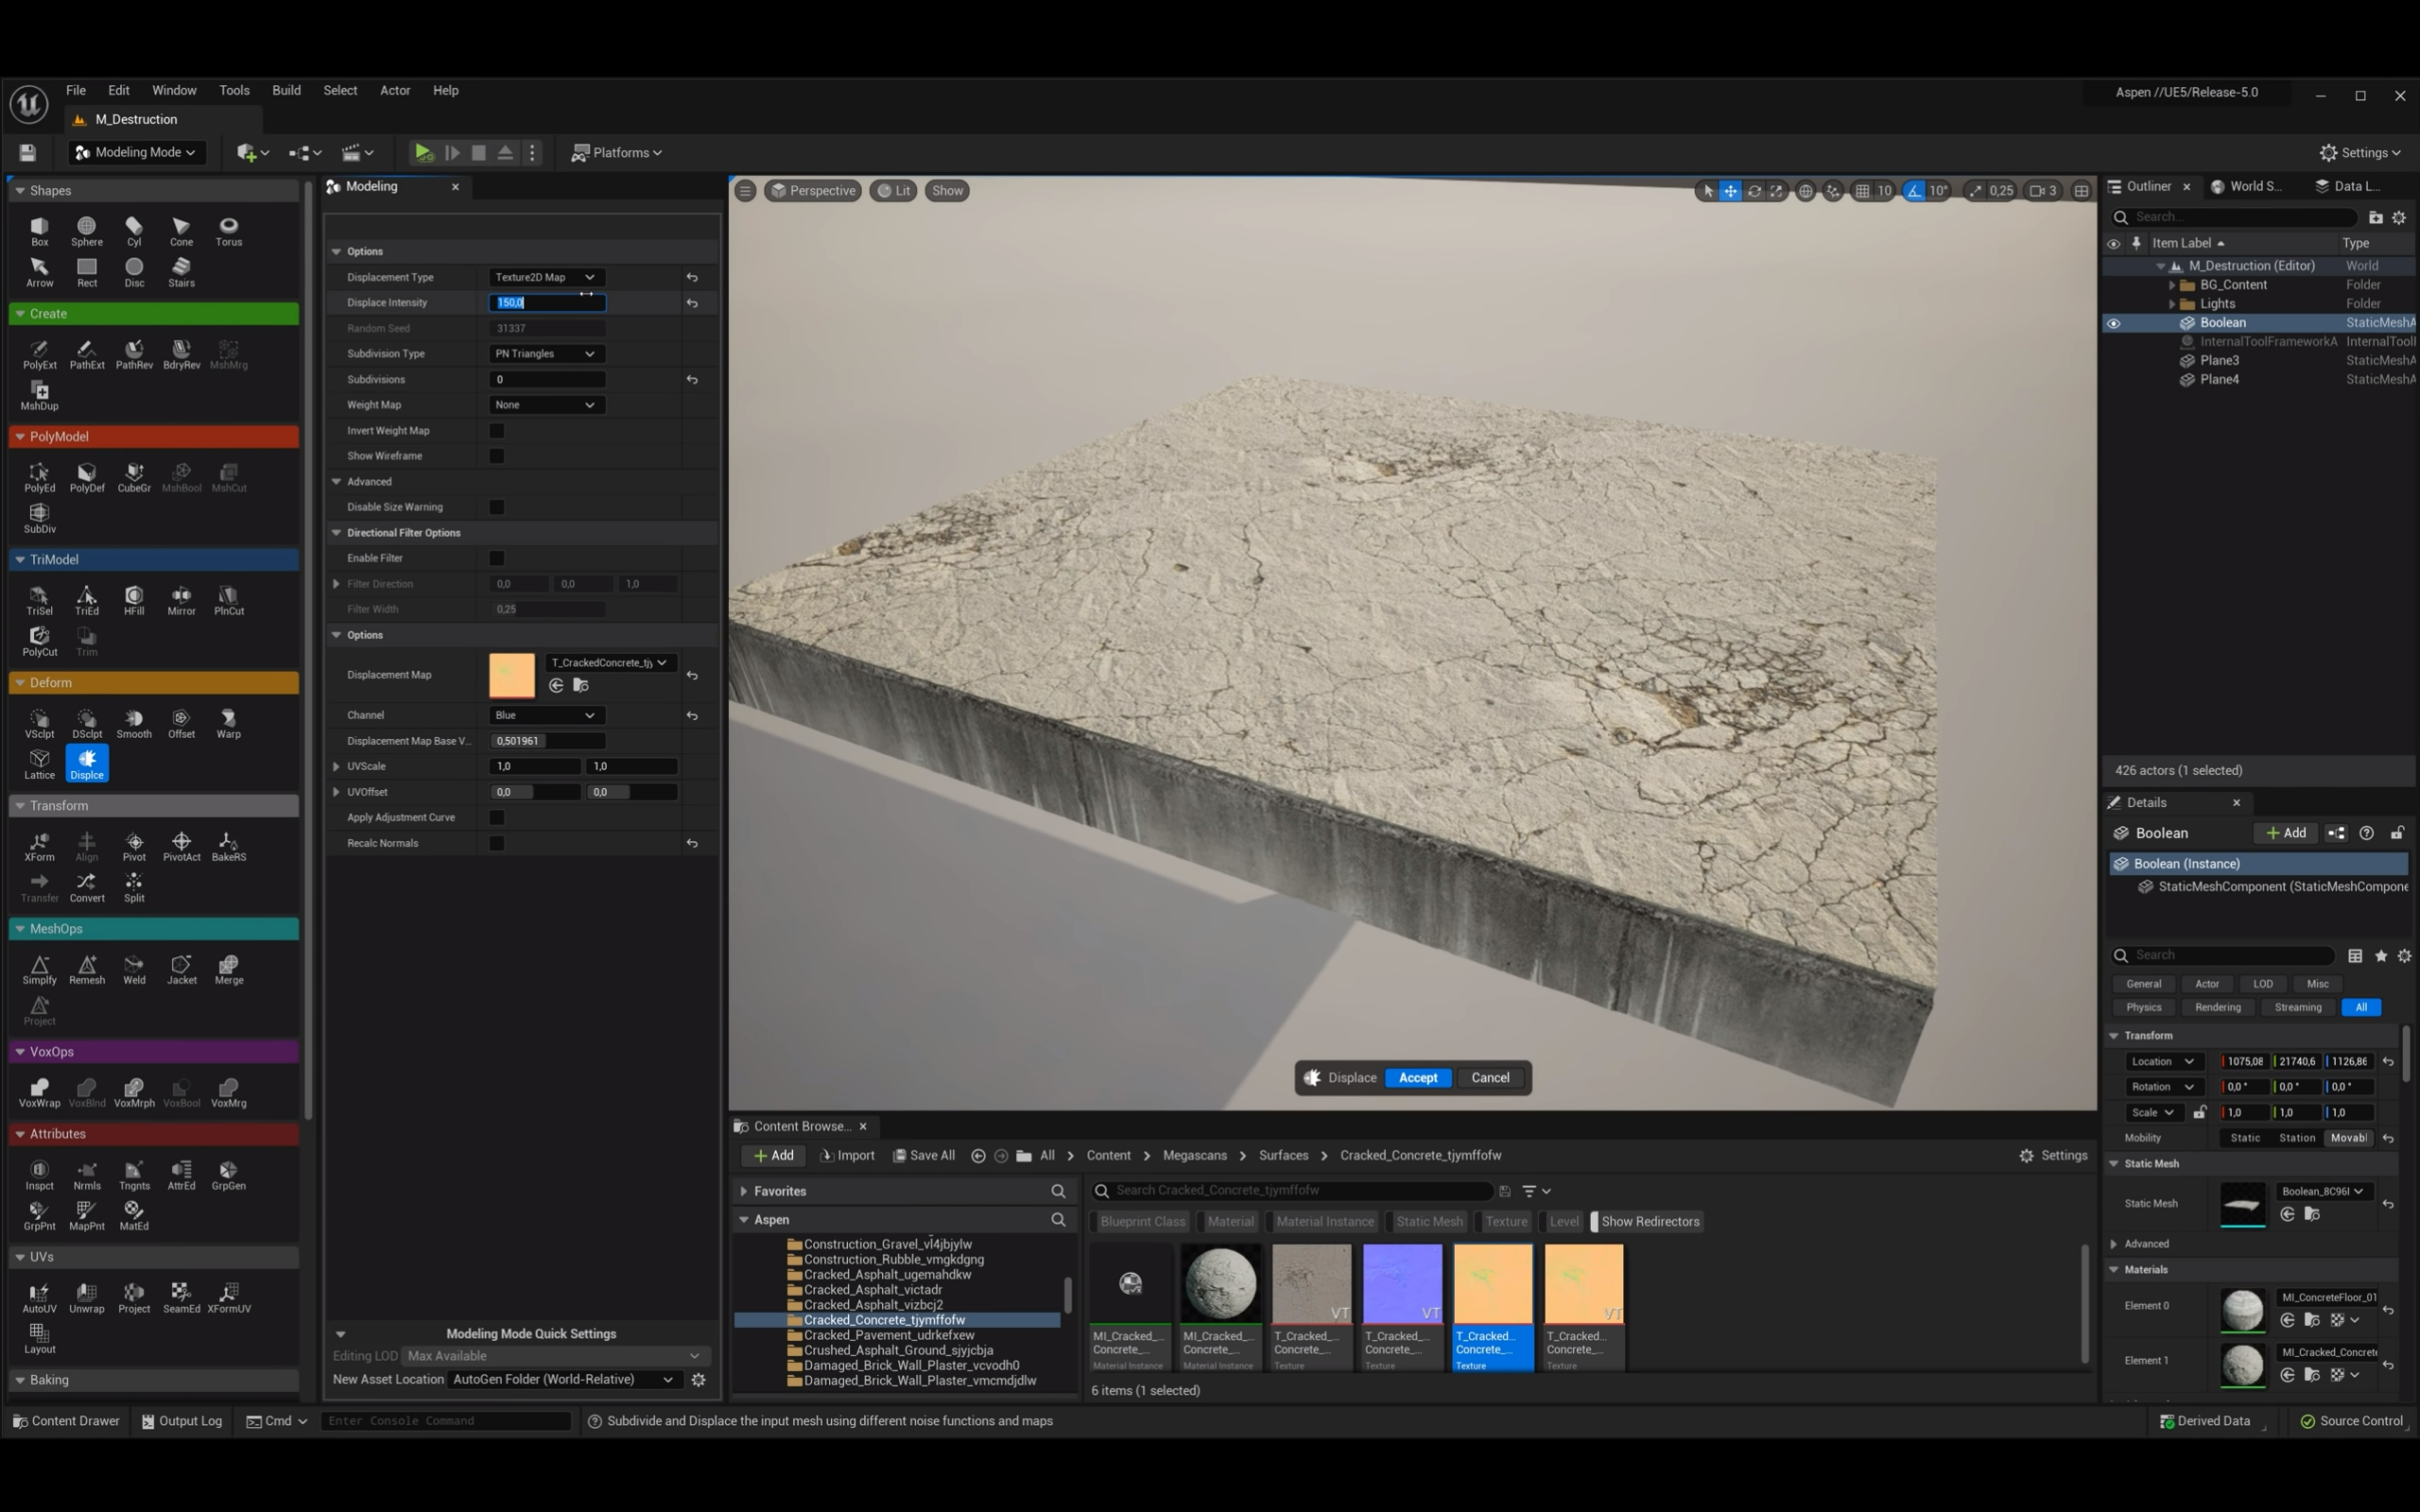 File Edit Window Tools Build Select Actor Help
Aspen //UE5/Release-5.0
M_Destruction
Modeling Mode
Platforms
Settings
Shapes
Box Sphere Cyl Cone Torus
Arrow Rect Disc Stairs
Create
PolyExt PathExt PathRev BdryRev MshMrg
MshDup
PolyModel
PolyEd PolyDef CubeGr MshBool MshCut
SubDiv
TriModel
TriSel TriEd HFill Mirror PlnCut
PolyCut Trim
Deform
VSclpt DSclpt Smooth Offset Warp
Lattice Displce
Transform
XForm Align Pivot PivotAct BakeRS
Transfer Convert Split
MeshOps
Simplfy Remesh Weld Jacket Merge
Project
VoxOps
VoxWrap VoxBlnd VoxMrph VoxBool VoxMrg
Attributes
Inspct Nrmls Tngnts AttrEd GrpGen
GrpPnt MapPnt MatEd
UVs
AutoUV Unwrap Project SeamEd XFormUV
Layout
Baking
Modeling
Options
Displacement Type Texture2D Map
Displace Intensity 150,0
Random Seed 31337
Subdivision Type PN Triangles
Subdivisions 0
Weight Map None
Invert Weight Map
Show Wireframe
Advanced
Disable Size Warning
Directional Filter Options
Enable Filter
Filter Direction 0,0 0,0 1,0
Filter Width 0,25
Options
Displacement Map T_CrackedConcrete_tjy
Channel Blue
Displacement Map Base V... 0,501961
UVScale 1,0 1,0
UVOffset 0,0 0,0
Apply Adjustment Curve
Recalc Normals
Modeling Mode Quick Settings
Editing LOD Max Available
New Asset Location AutoGen Folder (World-Relative)
Perspective Lit Show
10 10° 0,25 3
Displace Accept Cancel
Content Browse...
Add Import Save All All Content Megascans Surfaces Cracked_Concrete_tjymffofw Settings
Favorites
Aspen
Construction_Gravel_vl4jbjylw
Construction_Rubble_vmgkdgng
Cracked_Asphalt_ugemahdkw
Cracked_Asphalt_victadr
Cracked_Asphalt_vizbcj2
Cracked_Concrete_tjymffofw
Cracked_Pavement_udrkefxew
Crushed_Asphalt_Ground_sjyjcbja
Damaged_Brick_Wall_Plaster_vcvodh0
Damaged_Brick_Wall_Plaster_vmcmdjdlw
Search Cracked_Concrete_tjymffofw
Blueprint Class Material Material Instance Static Mesh Texture Level Show Redirectors
VT VT VT
MI_Cracked_... MI_Cracked_... T_Cracked_... T_Cracked_... T_Cracked... T_Cracked...
Concrete_... Concrete_... Concrete_... Concrete_... Concrete_... Concrete_...
Material Instance Material Instance Texture Texture Texture Texture
6 items (1 selected)
Outliner World S... Data L...
Search...
Item Label Type
M_Destruction (Editor) World
BG_Content Folder
Lights Folder
Boolean StaticMeshA
InternalToolFrameworkA InternalTool
Plane3 StaticMeshA
Plane4 StaticMeshA
426 actors (1 selected)
Details
Boolean Add
Boolean (Instance)
StaticMeshComponent (StaticMeshCompone
Search
General Actor LOD Misc
Physics Rendering Streaming All
Transform
Location 1075,08 21740,6 1126,86
Rotation 0,0 ° 0,0 ° 0,0 °
Scale 1,0 1,0 1,0
Mobility Static Station Movabl
Static Mesh
Static Mesh Boolean_8C96I
Advanced
Materials
Element 0 MI_ConcreteFloor_01
Element 1 MI_Cracked_Concrete
Content Drawer Output Log Cmd Enter Console Command Subdivide and Displace the input mesh using different noise functions and maps Derived Data Source Control